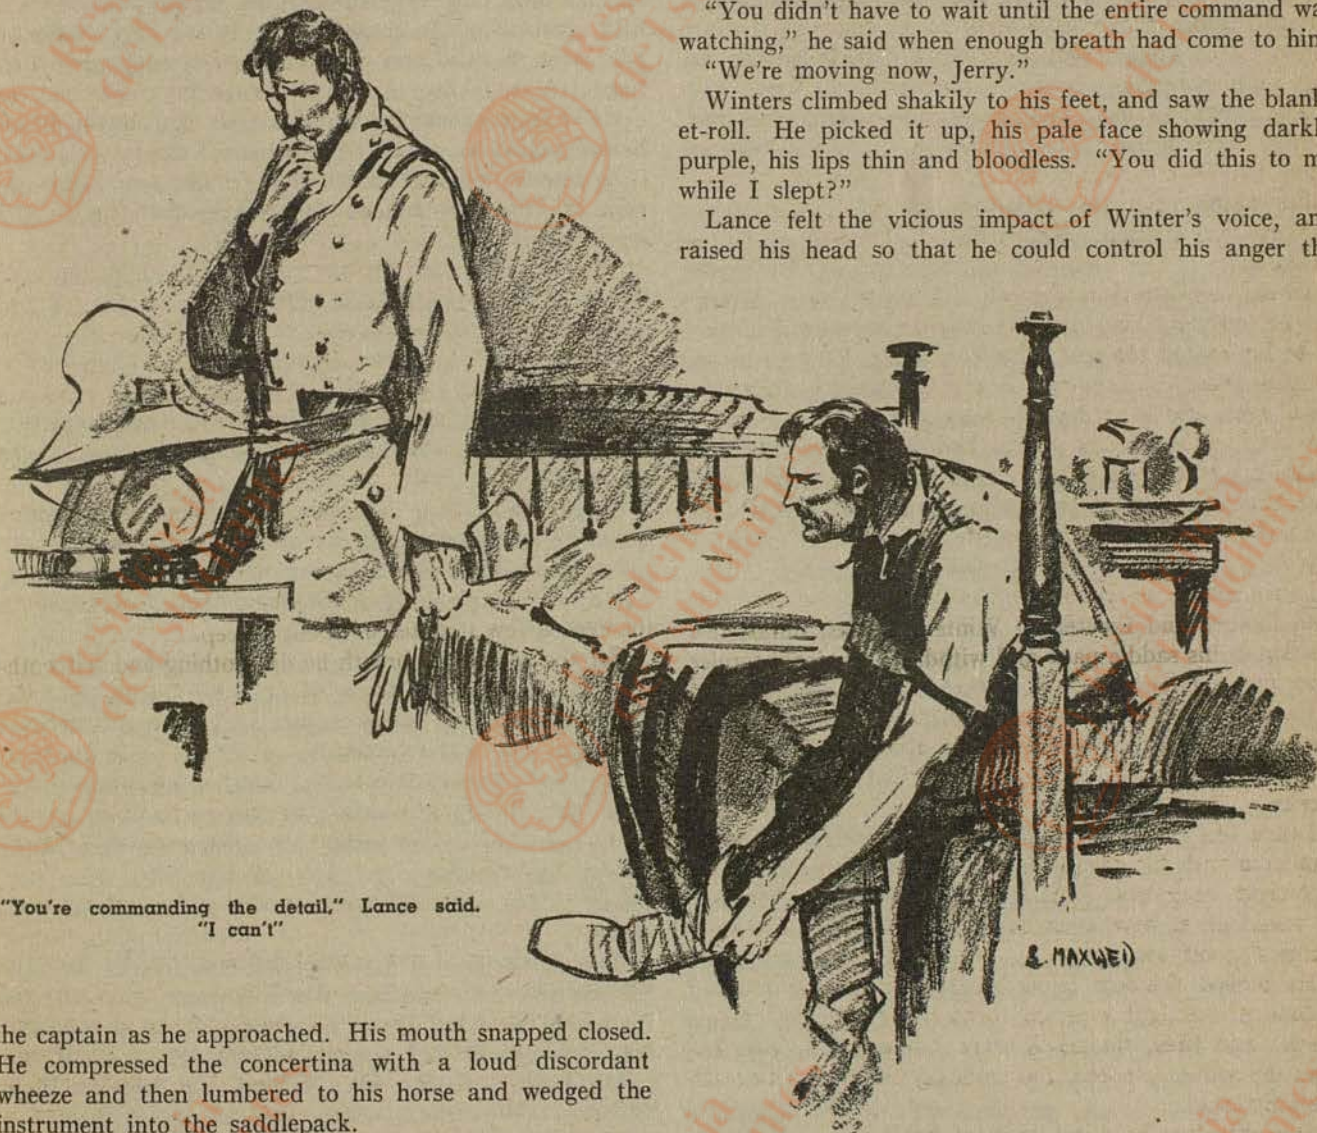 "You didn't have to wait until the entire command wa
watching," he said when enough breath had come to him
"We're moving now, Jerry."
Winters climbed shakily to his feet, and saw the blank
et-roll. He picked it up, his pale face showing darkl
purple, his lips thin and bloodless. "You did this to m
while I slept?"
Lance felt the vicious impact of Winter's voice, an
raised his head so that he could control his anger th
"You're commanding the detail," Lance said.
"I can't"
S. MAXWELL
the captain as he approached. His mouth snapped closed.
He compressed the concertina with a loud discordant
wheeze and then lumbered to his horse and wedged the
instrument into the saddlepack.